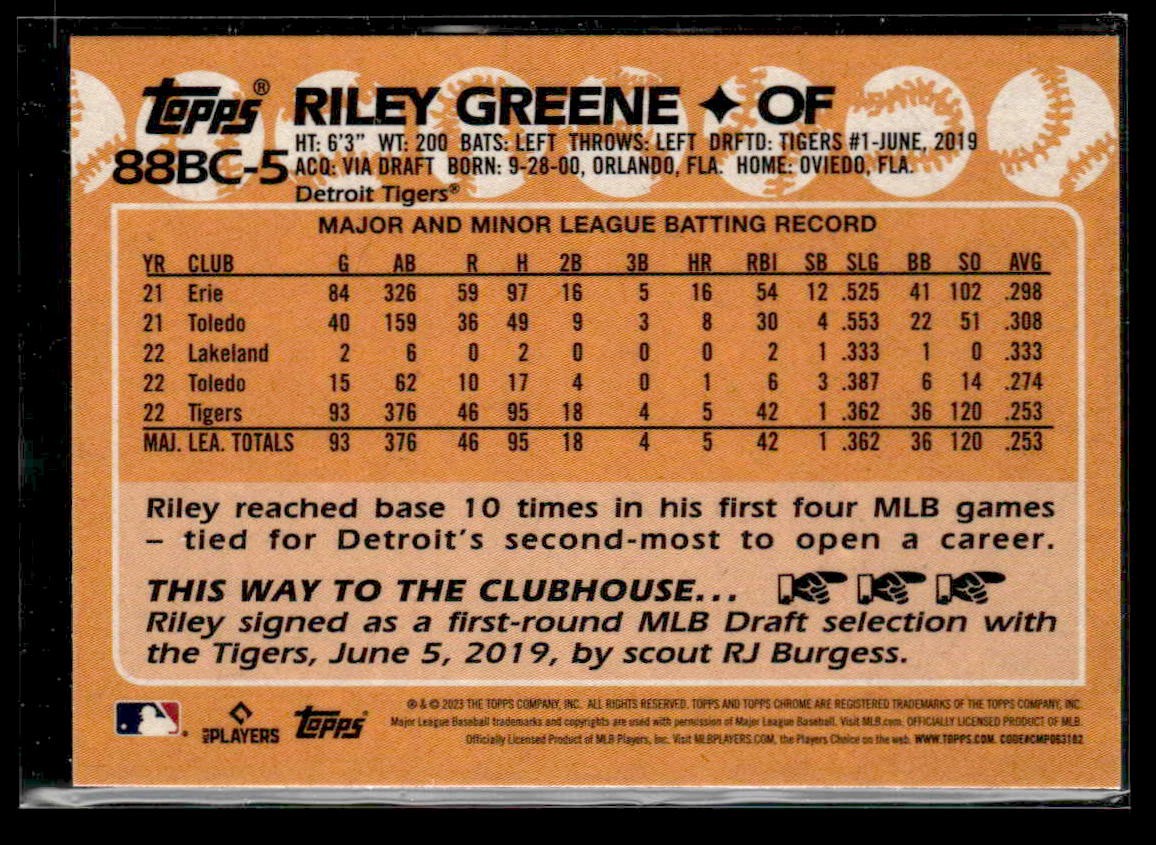 Topps®
RILEY GREENE ✦ OF
88BC-5
HT: 6'3" WT: 200 BATS: LEFT THROWS: LEFT DRFTD: TIGERS #1-JUNE, 2019
ACQ: VIA DRAFT BORN: 9-28-00, ORLANDO, FLA. HOME: OVIEDO, FLA.
Detroit Tigers®
MAJOR AND MINOR LEAGUE BATTING RECORD
YR CLUB G AB R H 2B 3B HR RBI SB SLG BB SO AVG
21 Erie 84 326 59 97 16 5 16 54 12 .525 41 102 .298
21 Toledo 40 159 36 49 9 3 8 30 4 .553 22 51 .308
22 Lakeland 2 6 0 2 0 0 0 2 1 .333 1 0 .333
22 Toledo 15 62 10 17 4 0 1 6 3 .387 6 14 .274
22 Tigers 93 376 46 95 18 4 5 42 1 .362 36 120 .253
MAJ. LEA. TOTALS 93 376 46 95 18 4 5 42 1 .362 36 120 .253
Riley reached base 10 times in his first four MLB games
– tied for Detroit's second-most to open a career.
THIS WAY TO THE CLUBHOUSE...
Riley signed as a first-round MLB Draft selection with
the Tigers, June 5, 2019, by scout RJ Burgess.
MLB PLAYERS
Topps
® & © 2023 THE TOPPS COMPANY, INC. ALL RIGHTS RESERVED. TOPPS AND TOPPS CHROME ARE REGISTERED TRADEMARKS OF THE TOPPS COMPANY, INC.
Major League Baseball trademarks and copyrights are used with permission of Major League Baseball. Visit MLB.com. OFFICIALLY LICENSED PRODUCT OF MLB.
Officially Licensed Product of MLB Players, Inc. Visit MLBPLAYERS.COM, the Players Choice on the web. WWW.TOPPS.COM. CODE#CMP063182